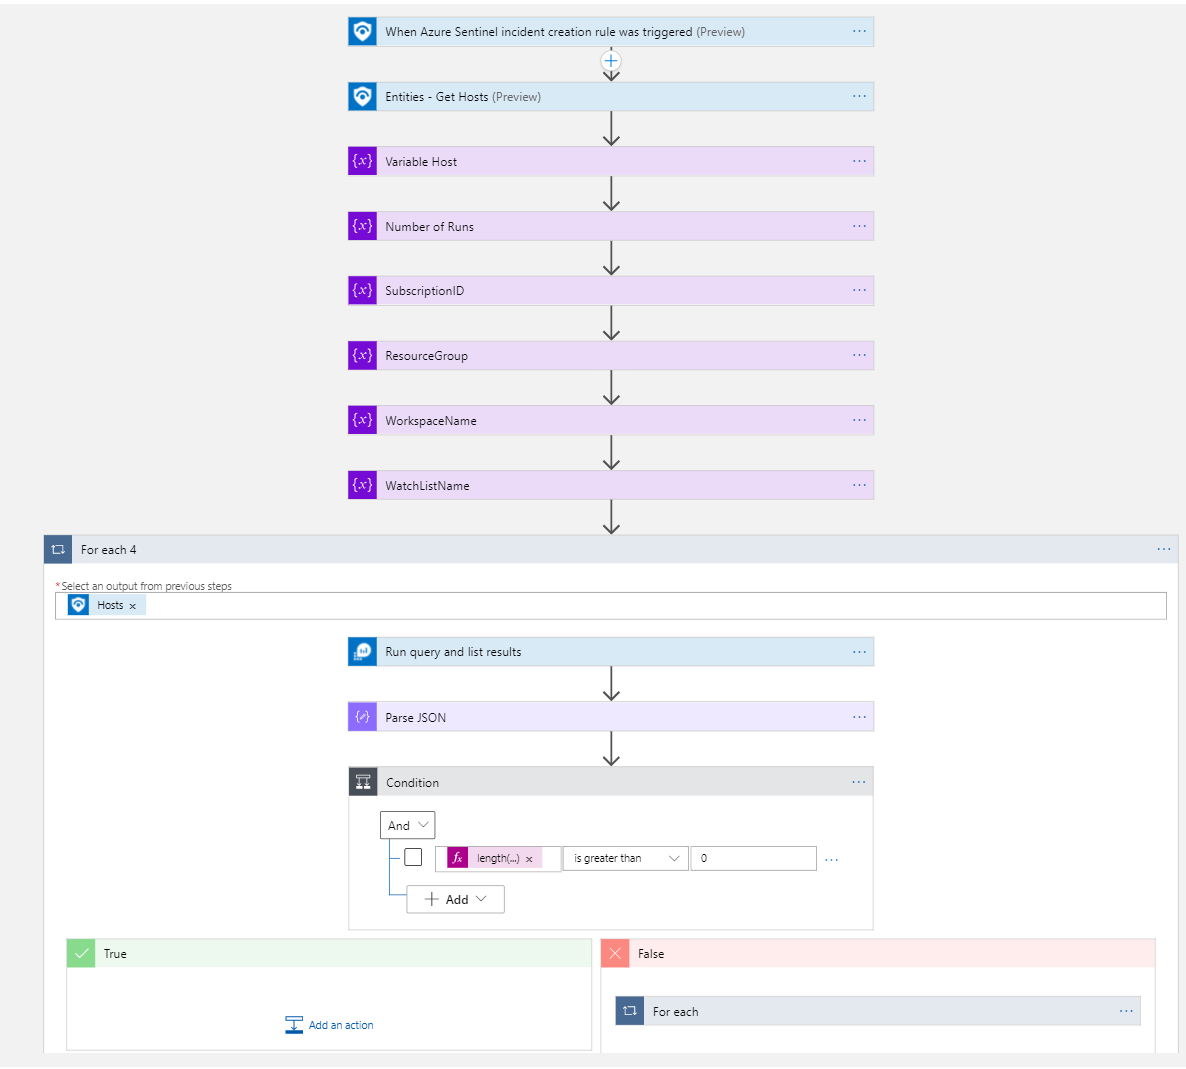 When Azure Sentinel incident creation rule was triggered (Preview)
Entities - Get Hosts (Preview)
{x} Variable Host
{x} Number of Runs
{x} SubscriptionID
{x} ResourceGroup
{x} WorkspaceName
{x} WatchListName
For each 4
* Select an output from previous steps
Hosts ×
Run query and list results
Parse JSON
Condition
And
fx length(...) × is greater than 0
+ Add
True
False
Add an action
For each